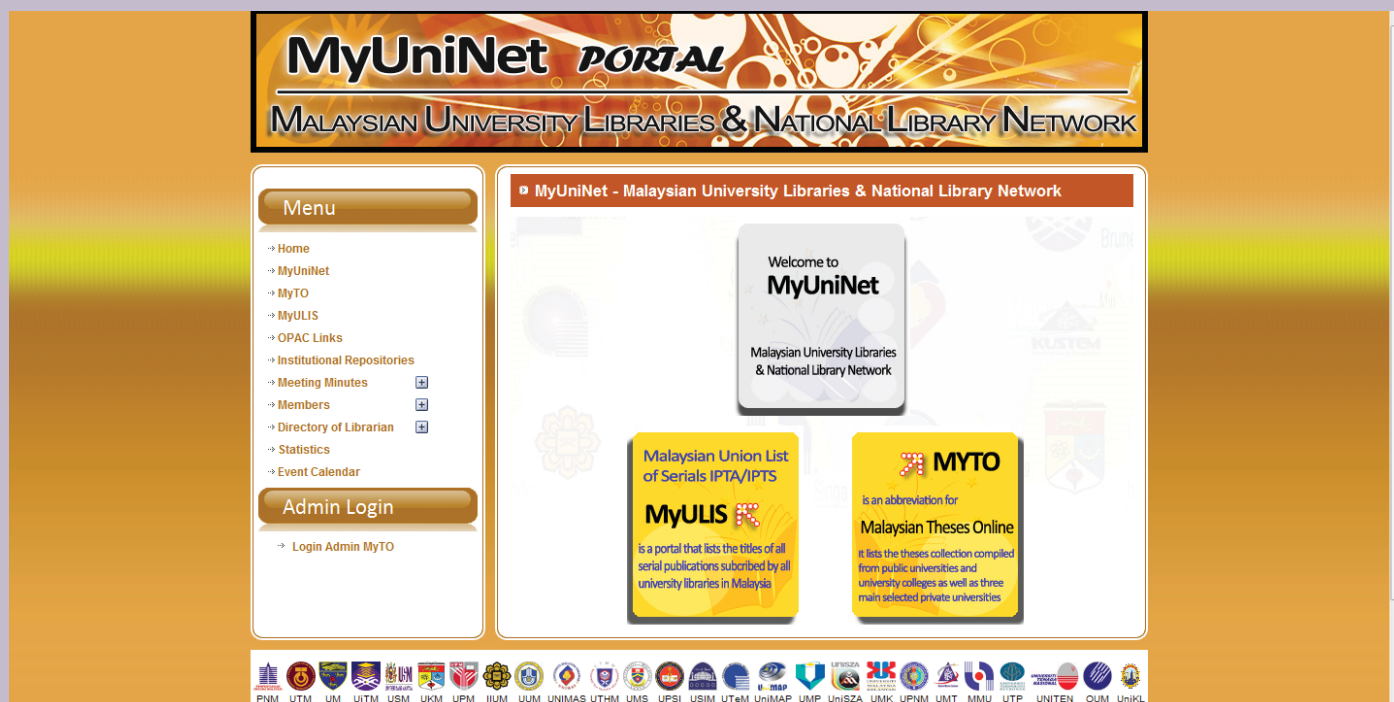 MyUniNet PORTAL
MALAYSIAN UNIVERSITY LIBRARIES & NATIONAL LIBRARY NETWORK
Menu
Home
MyUniNet
MyTO
MyULIS
OPAC Links
Institutional Repositories
Meeting Minutes
Members
Directory of Librarian
Statistics
Event Calendar
Admin Login
Login Admin MyTO
MyUniNet - Malaysian University Libraries & National Library Network
Welcome to
MyUniNet
Malaysian University Libraries
& National Library Network
Malaysian Union List
of Serials IPTA/IPTS
MyULIS
is a portal that lists the titles of all
serial publications subcribed by all
university libraries in Malaysia
MYTO
is an abbreviation for
Malaysian Theses Online
It lists the theses collection compiled
from public universities and
university colleges as well as three
main selected private universities
KUSTEM
PNM UTM UM UiTM USM UKM UPM IIUM UUM UNIMAS UTHM UMS UPSI USIM UTeM UniMAP UMP UniSZA UMK UPNM UMT MMU UTP UNITEN OUM UniKL